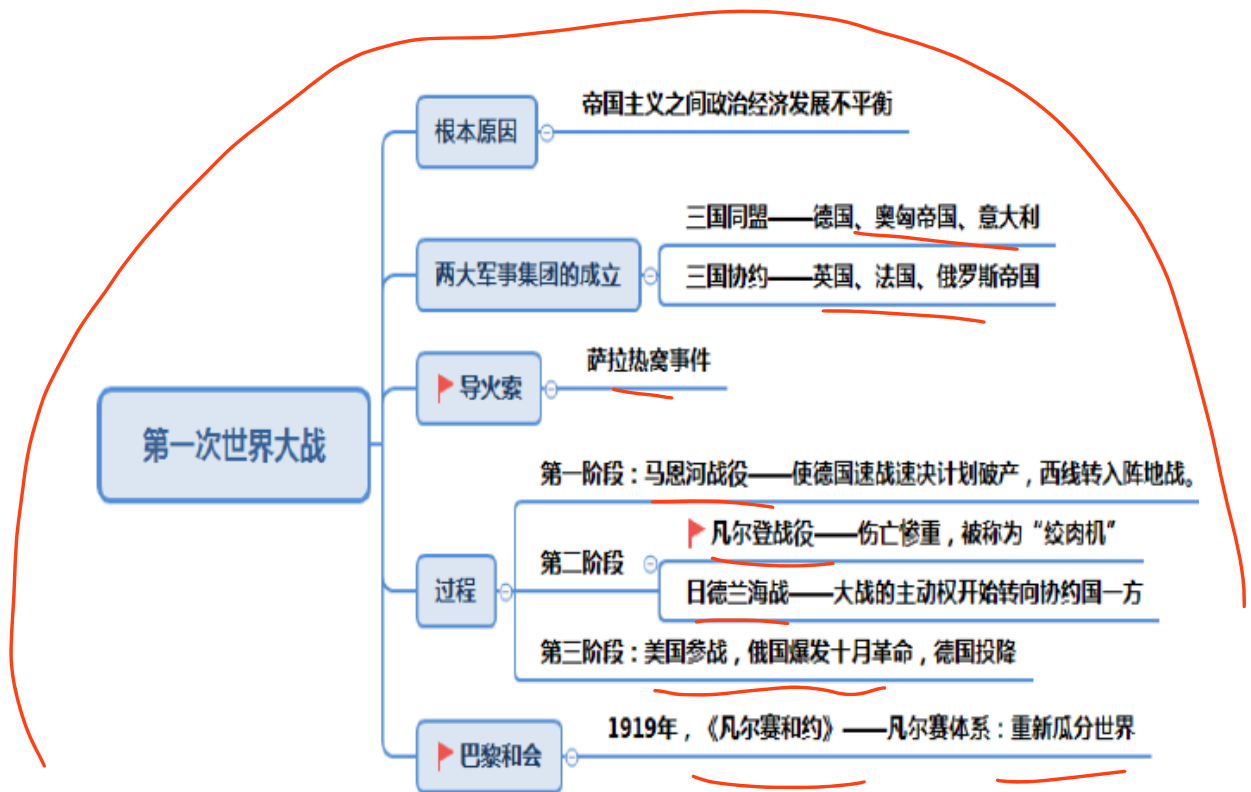 帝国主义之间政治经济发展不平衡
根本原因
三国同盟——德国、奥匈帝国、意大利
两大军事集团的成立
三国协约——英国、法国、俄罗斯帝国
萨拉热窝事件
导火索
第一次世界大战
第一阶段：马恩河战役——使德国速战速决计划破产，西线转入阵地战。
凡尔登战役——伤亡惨重，被称为“绞肉机”
第二阶段
过程
日德兰海战——大战的主动权开始转向协约国一方
第三阶段：美国参战，俄国爆发十月革命，德国投降
1919年，《凡尔赛和约》——凡尔赛体系：重新瓜分世界
巴黎和会